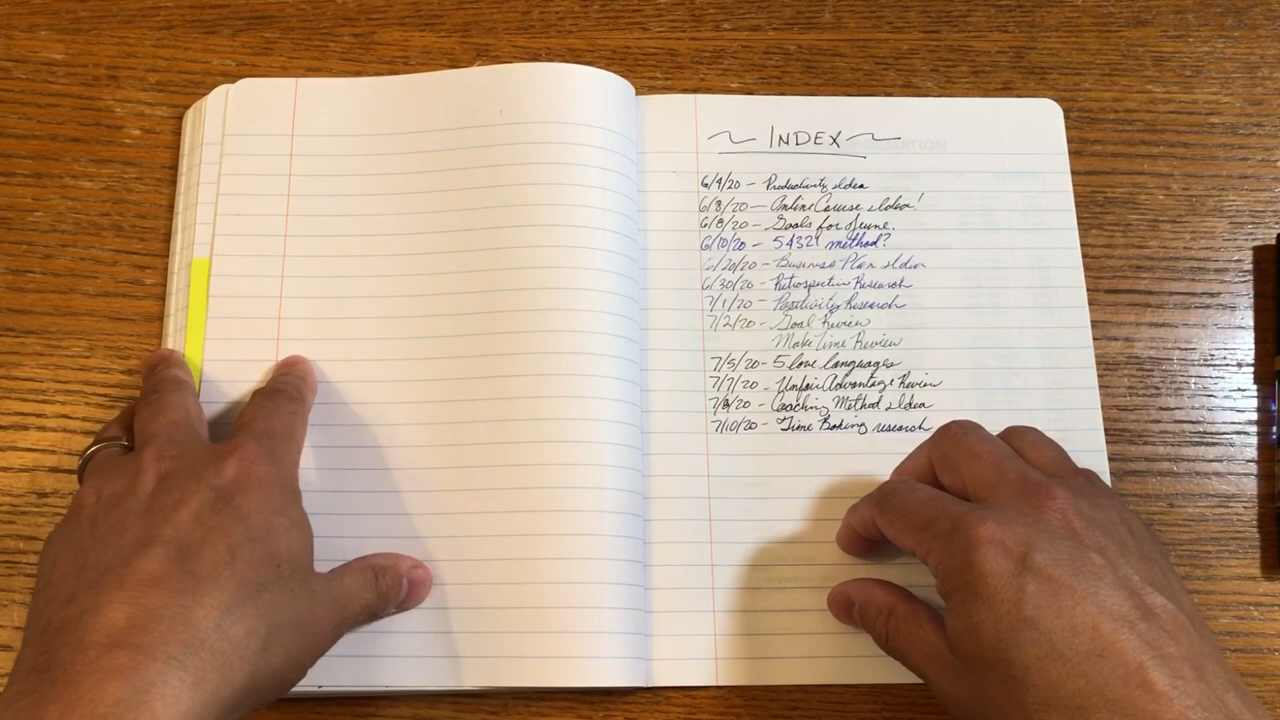 ~ INDEX ~
6/4/20 - Productivity Idea
6/8/20 - Online Course Idea!
6/8/20 - Goals for June.
6/10/20 - 54321 method?
6/20/20 - Business Plan Idea
6/30/20 - Retrospective Research
7/1/20 - Positivity Research
7/2/20 - Goal Review
Make Time Review
7/5/20 - 5 love languages
7/7/20 - Unfair Advantage Review
7/8/20 - Coaching Method Idea
7/10/20 - Time Boxing research